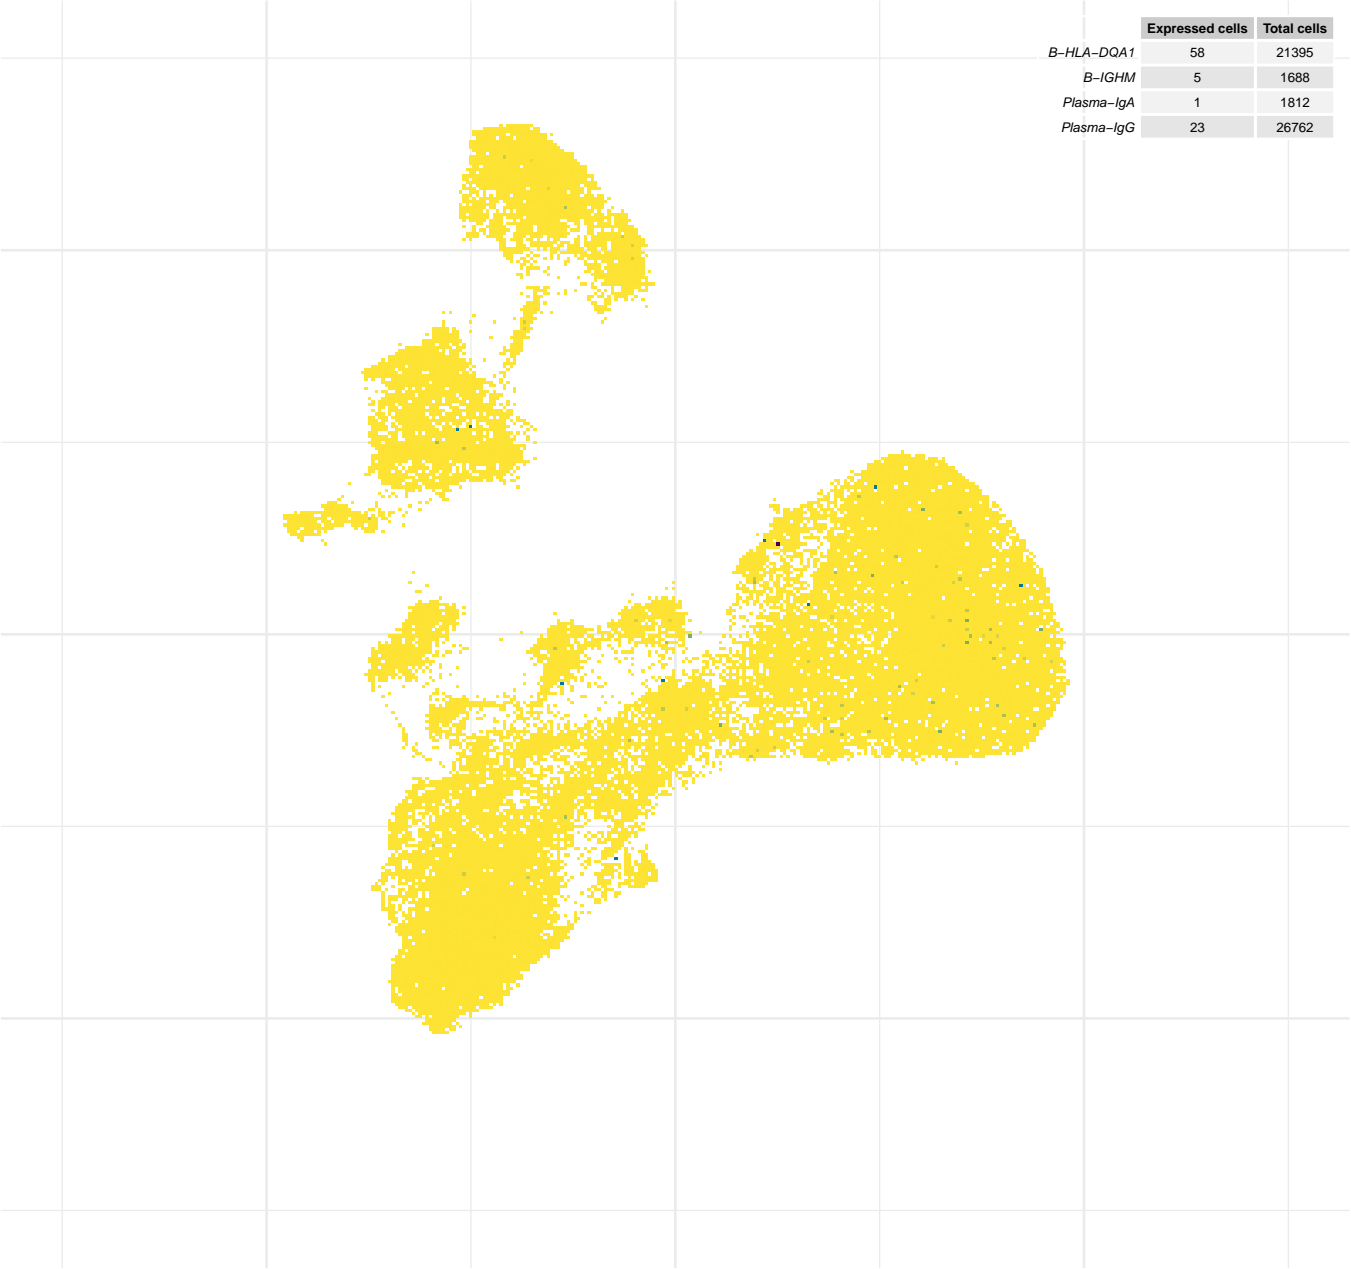 Expressed cells Total cells
B−HLA−DQA1 58 21395
B−IGHM 5 1688
Plasma−IgA 1 1812
Plasma−IgG 23 26762